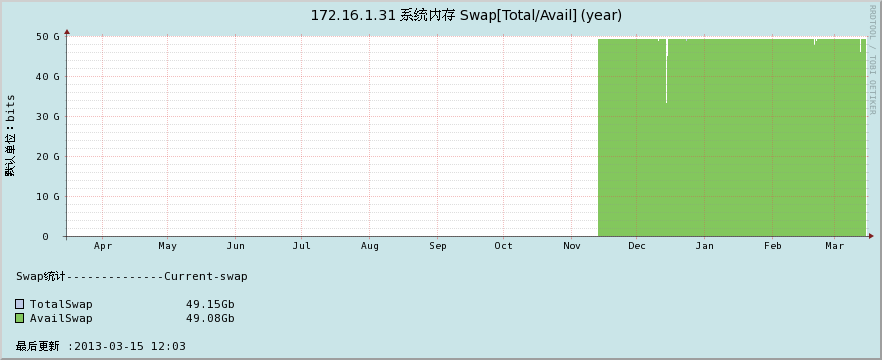 172.16.1.31 系统内存 Swap[Total/Avail] (year)
RRDTOOL / TOBI OETIKER
默认单位：bits
50 G
40 G
30 G
20 G
10 G
0
Apr May Jun Jul Aug Sep Oct Nov Dec Jan Feb Mar
Swap统计--------------Current-swap
TotalSwap 49.15Gb
AvailSwap 49.08Gb
最后更新 :2013-03-15 12:03